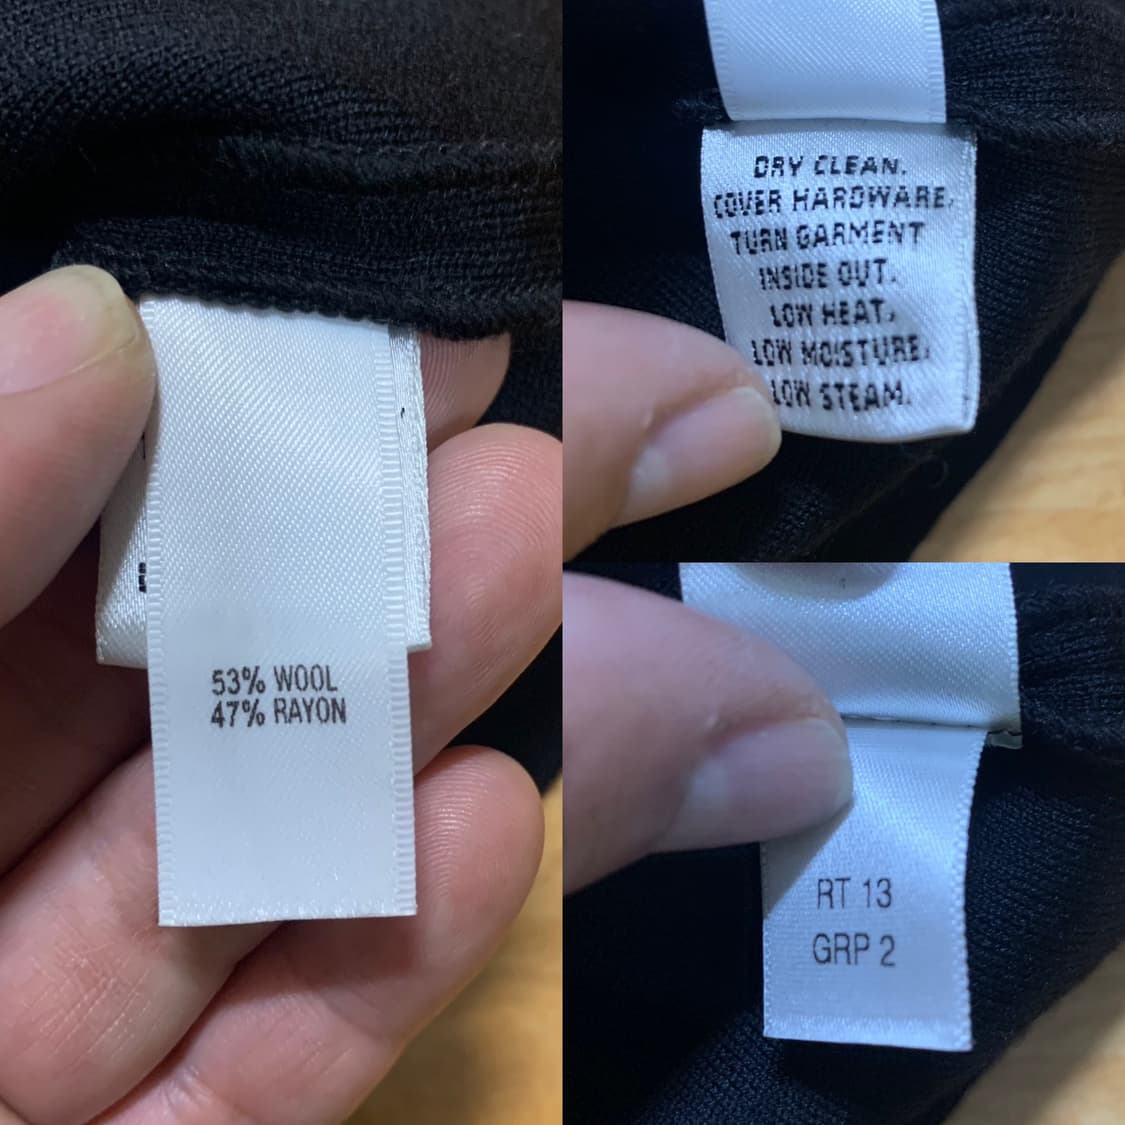 53% WOOL
47% RAYON
DRY CLEAN.
COVER HARDWARE,
TURN GARMENT
INSIDE OUT.
LOW HEAT,
LOW MOISTURE,
LOW STEAM.
RT 13
GRP 2